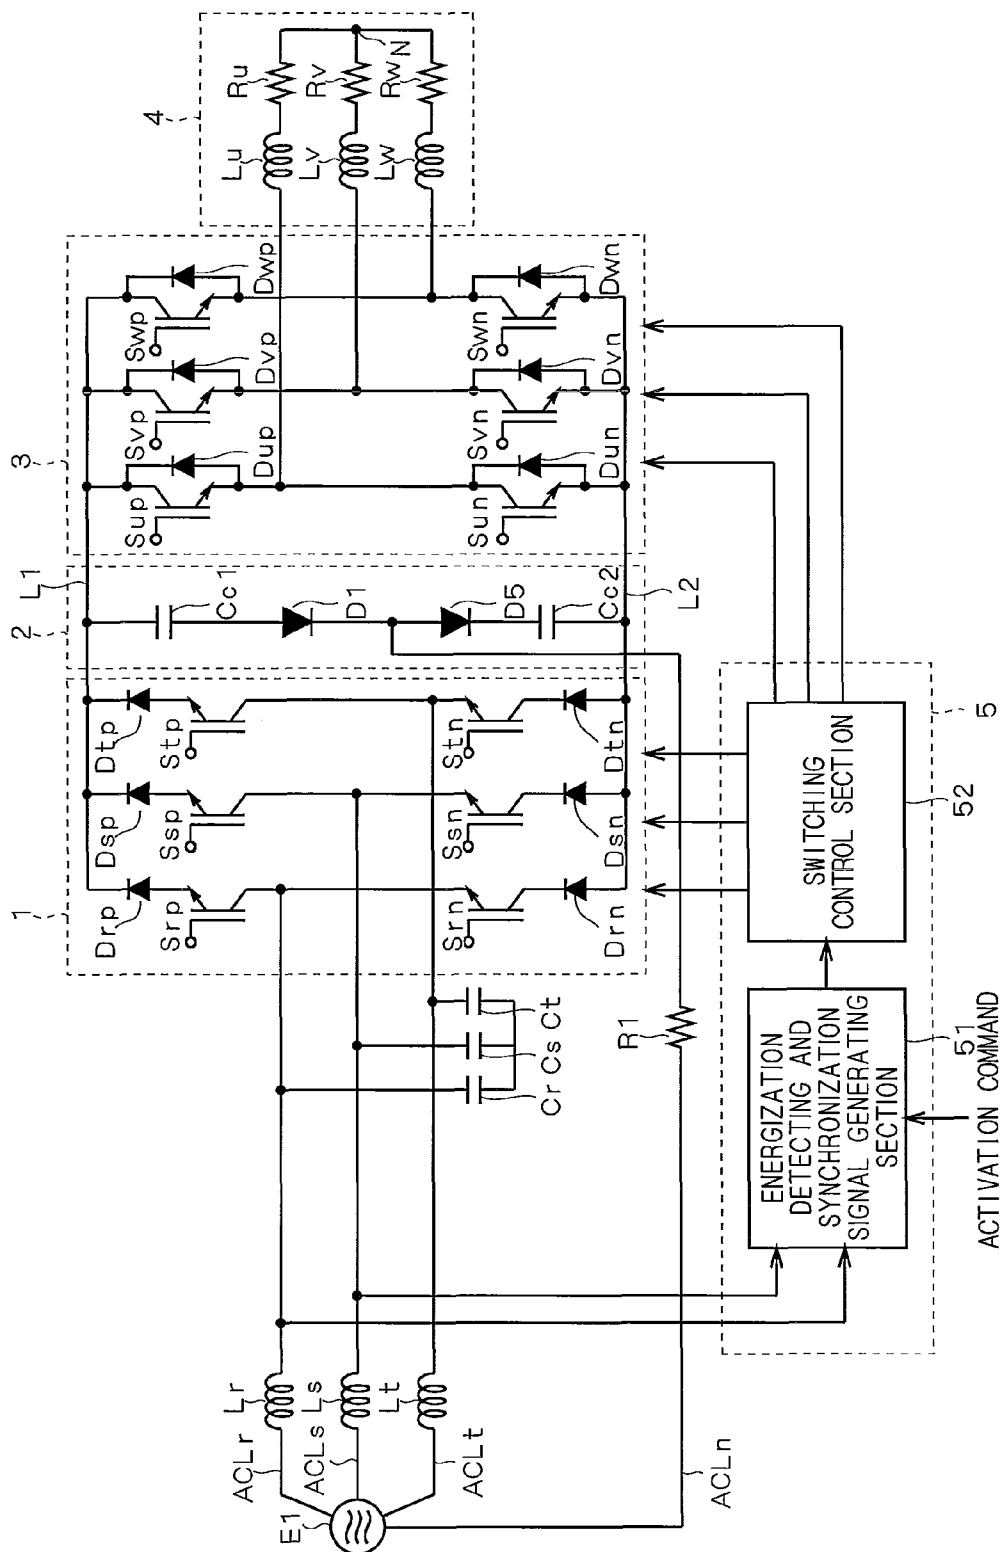 E1
ACLr
ACLs
ACLt
ACLn
Lr
Ls
Lt
Cr
Cs
Ct
R1
1
Drp
Dsp
Dtp
Srp
Ssp
Stp
Srn
Ssn
Stn
Drn
Dsn
Dtn
2
L1
Cc1
D1
D5
Cc2
L2
3
Sup
Svp
Swp
Dup
Dvp
Dwp
Sun
Svn
Swn
Dun
Dvn
Dwn
4
Lu
Ru
Lv
Rv
Lw
Rw
N
ENERGIZATION
DETECTING AND
SYNCHRONIZATION
SIGNAL GENERATING
SECTION
51
SWITCHING
CONTROL SECTION
52
5
ACTIVATION COMMAND